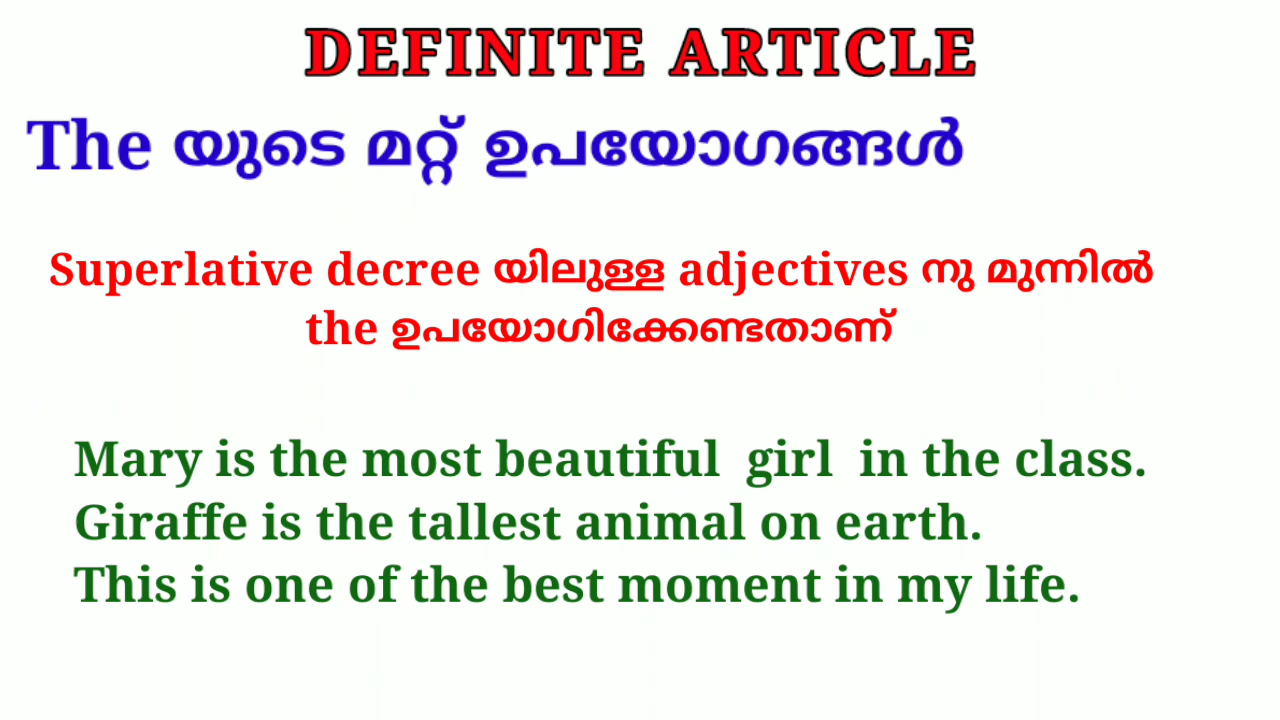 DEFINITE ARTICLE
The യുടെ മറ്റ് ഉപയോഗങ്ങൾ
Superlative decree യിലുള്ള adjectives നു മുന്നിൽ
the ഉപയോഗിക്കേണ്ടതാണ്
Mary is the most beautiful girl in the class.
Giraffe is the tallest animal on earth.
This is one of the best moment in my life.